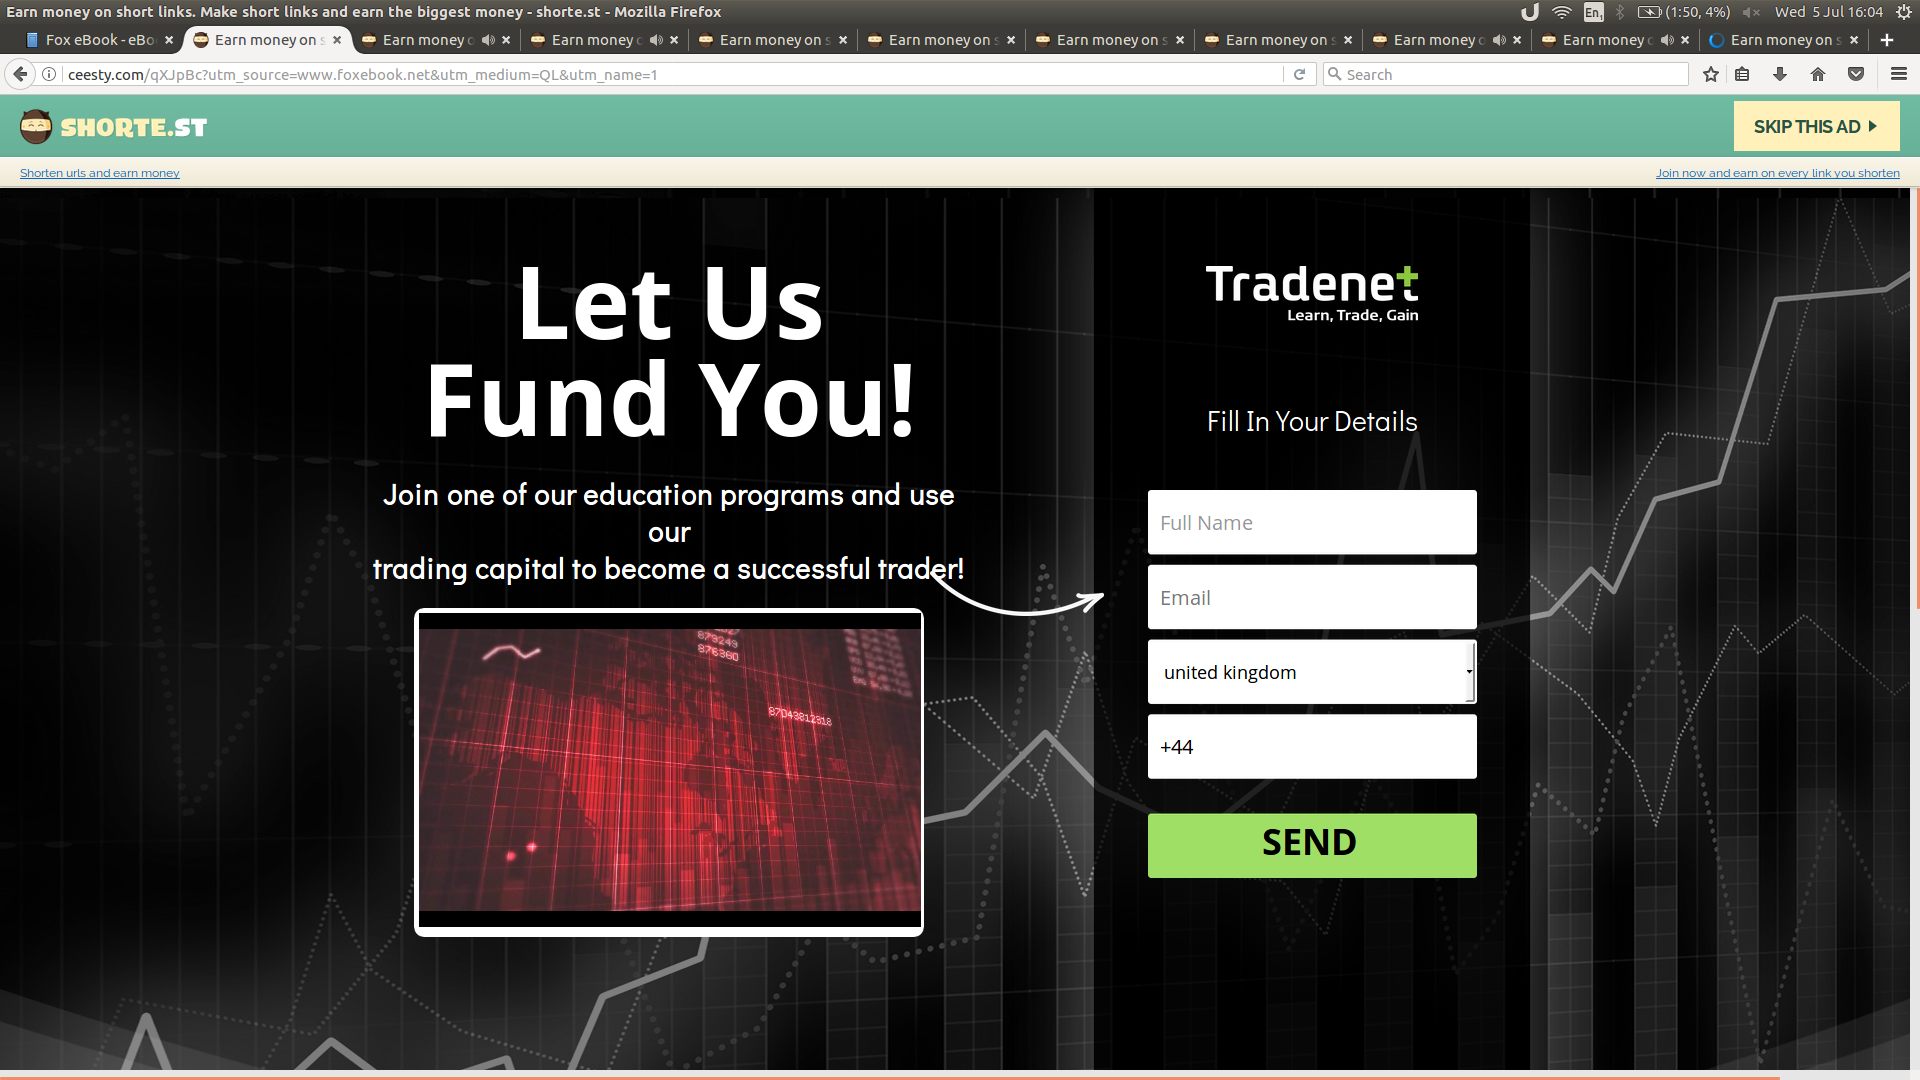 Earn money on short links. Make short links and earn the biggest money - shorte.st - Mozilla Firefox
En1
(1:50, 4%)
Wed 5 Jul 16:04
Fox eBook - eBo
Earn money on s
Earn money o
Earn money o
Earn money on s
Earn money on s
Earn money on s
Earn money on s
Earn money o
Earn money o
Earn money on s
ceesty.com/qXJpBc?utm_source=www.foxebook.net&utm_medium=QL&utm_name=1
Search
SHORTE.ST
SKIP THIS AD
Shorten urls and earn money
Join now and earn on every link you shorten
Let Us
Fund You!
Join one of our education programs and use
our
trading capital to become a successful trader!
879249
876360
87043812318
Tradenet
Learn, Trade, Gain
Fill In Your Details
Full Name
Email
united kingdom
+44
SEND